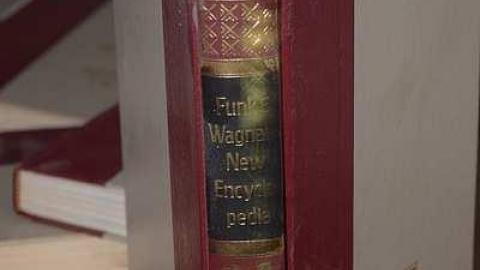 Funk &
Wagnalls
New
Encyclo
pedia